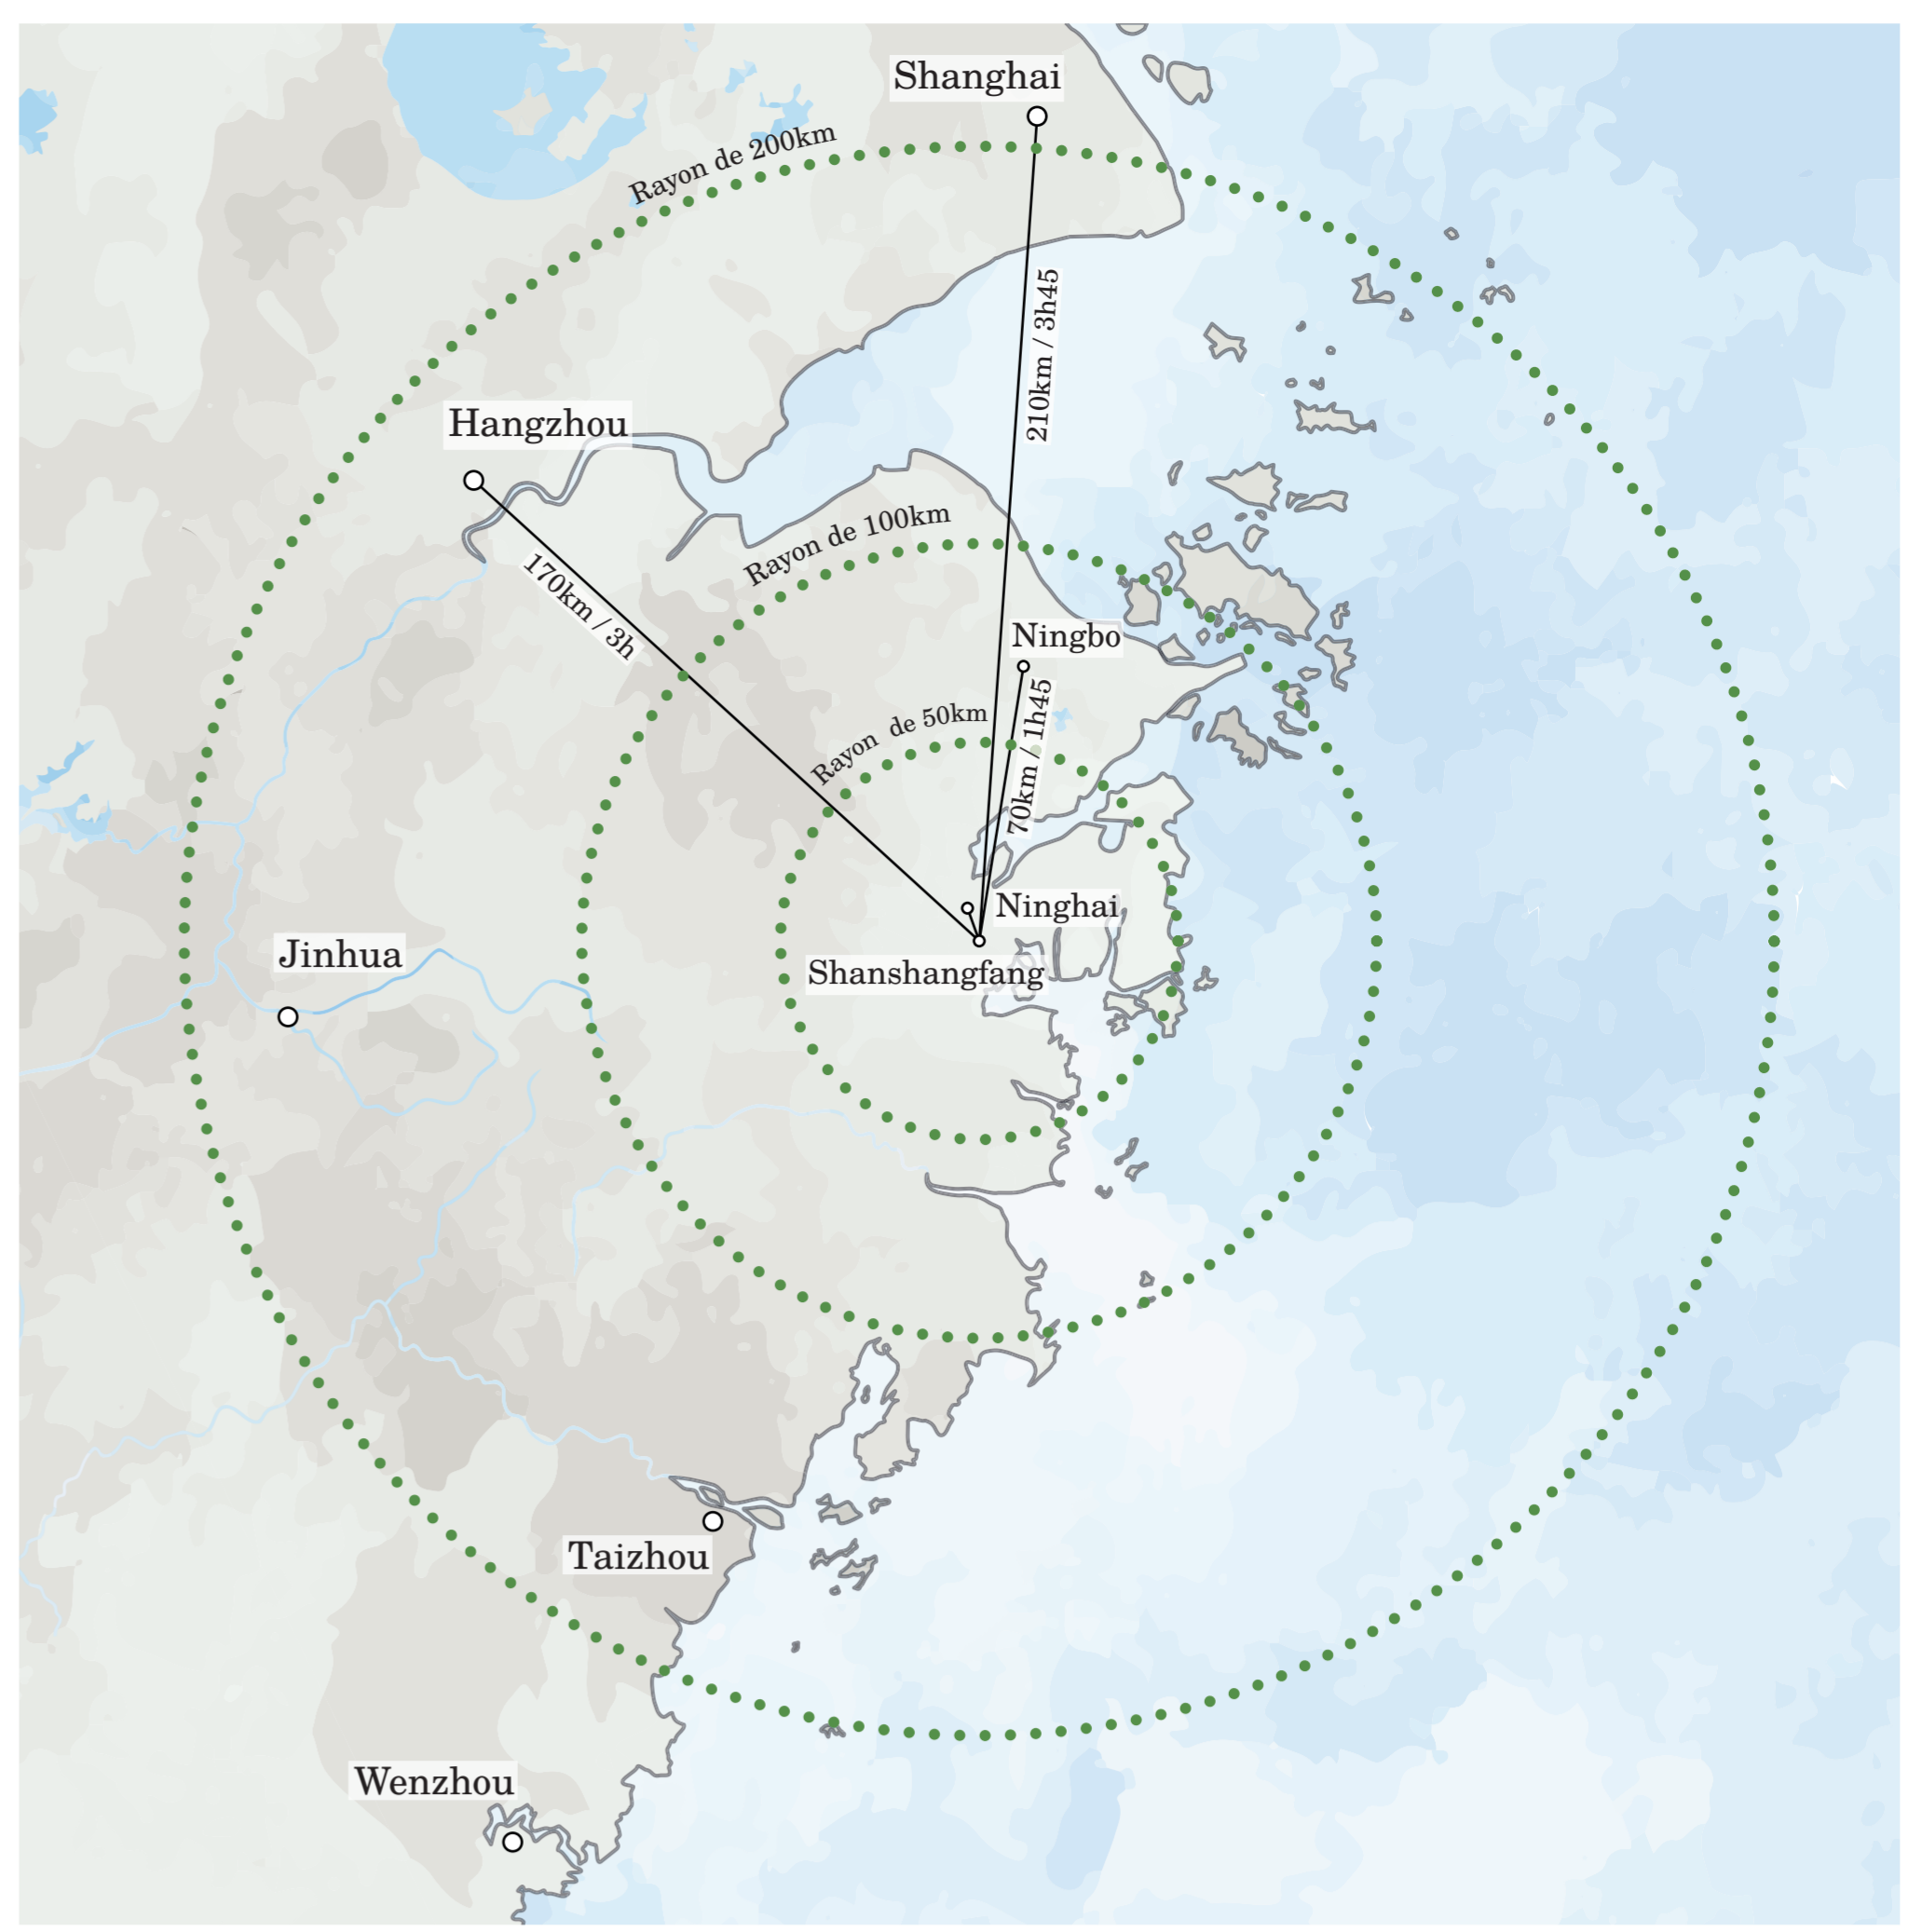 Shanghai
Rayon de 200km
210km / 3h45
Hangzhou
Rayon de 100km
170km / 3h
Ningbo
70km / 1h45
Rayon de 50km
Ninghai
Jinhua
Shanshangfang
Taizhou
Wenzhou